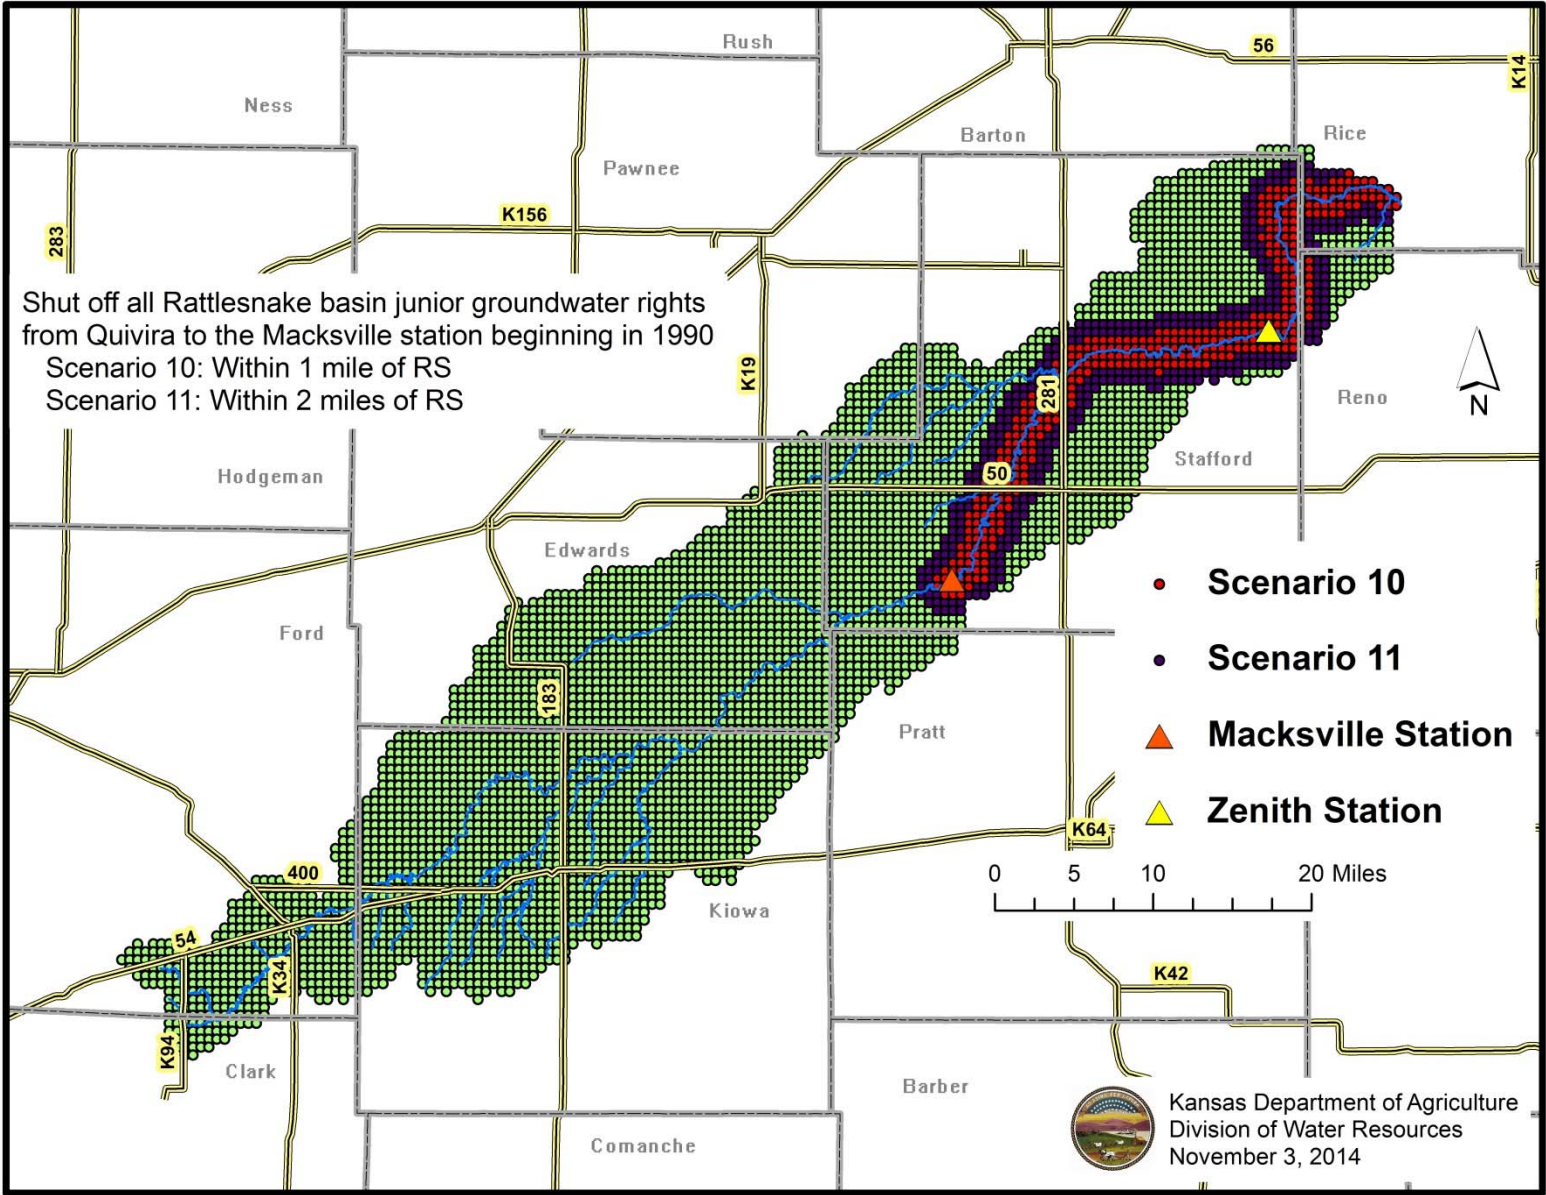 Rush
56
K14
Ness
Barton
Rice
Pawnee
K156
283
Shut off all Rattlesnake basin junior groundwater rights
from Quivira to the Macksville station beginning in 1990
Scenario 10: Within 1 mile of RS
Scenario 11: Within 2 miles of RS
K19
281
Reno
N
Hodgeman
50
Stafford
Edwards
Scenario 10
Ford
Scenario 11
183
Pratt
Macksville Station
Zenith Station
K64
400
0 5 10 20 Miles
Kiowa
54
K34
K42
K94
Clark
Barber
Comanche
Kansas Department of Agriculture
Division of Water Resources
November 3, 2014